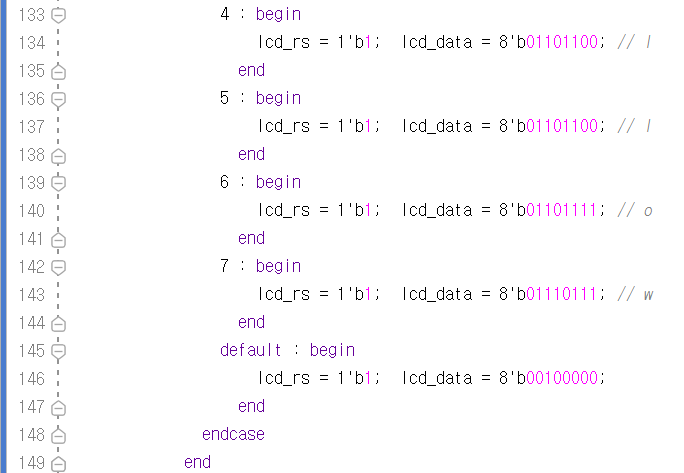 133 4 : begin
134 lcd_rs = 1'b1; lcd_data = 8'b01101100; // l
135 end
136 5 : begin
137 lcd_rs = 1'b1; lcd_data = 8'b01101100; // l
138 end
139 6 : begin
140 lcd_rs = 1'b1; lcd_data = 8'b01101111; // o
141 end
142 7 : begin
143 lcd_rs = 1'b1; lcd_data = 8'b01110111; // w
144 end
145 default : begin
146 lcd_rs = 1'b1; lcd_data = 8'b00100000;
147 end
148 endcase
149 end